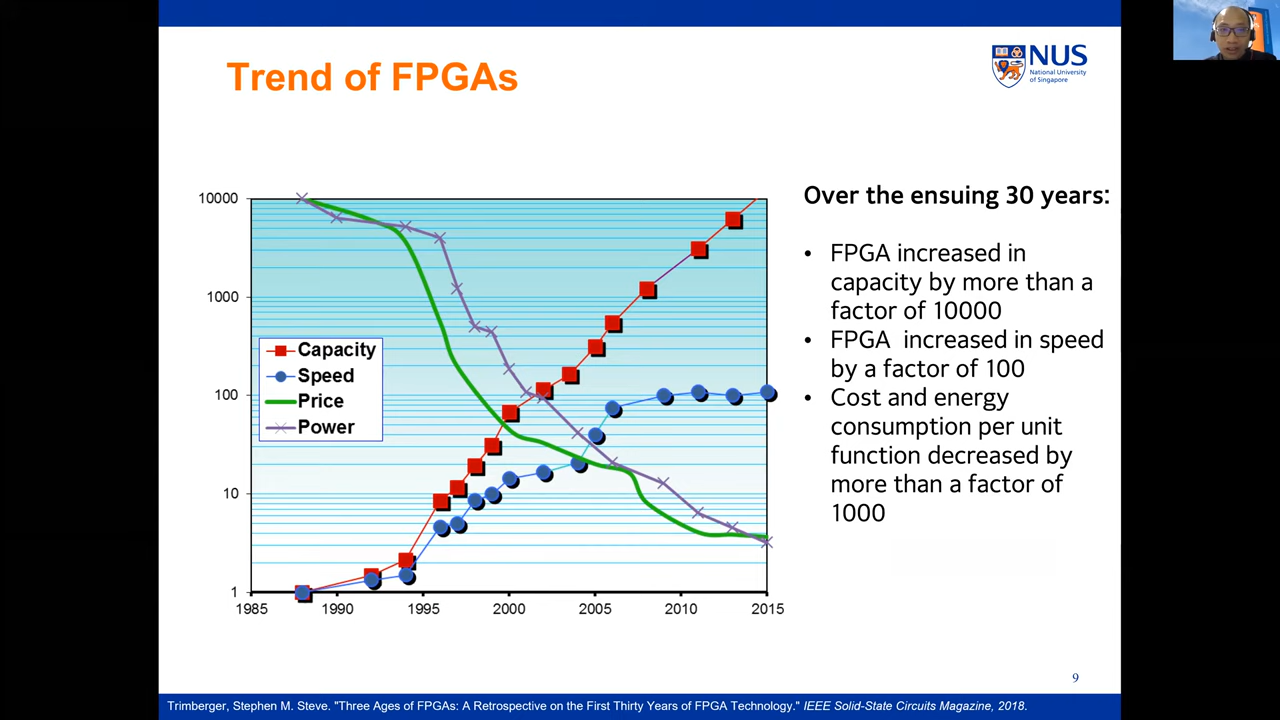 Trend of FPGAs
NUS
National University
of Singapore
10000
1000
100
10
1
1985
1990
1995
2000
2005
2010
2015
Capacity
Speed
Price
Power
Over the ensuing 30 years:
• FPGA increased in
capacity by more than a
factor of 10000
• FPGA increased in speed
by a factor of 100
• Cost and energy
consumption per unit
function decreased by
more than a factor of
1000
9
Trimberger, Stephen M. Steve. "Three Ages of FPGAs: A Retrospective on the First Thirty Years of FPGA Technology." IEEE Solid-State Circuits Magazine, 2018.